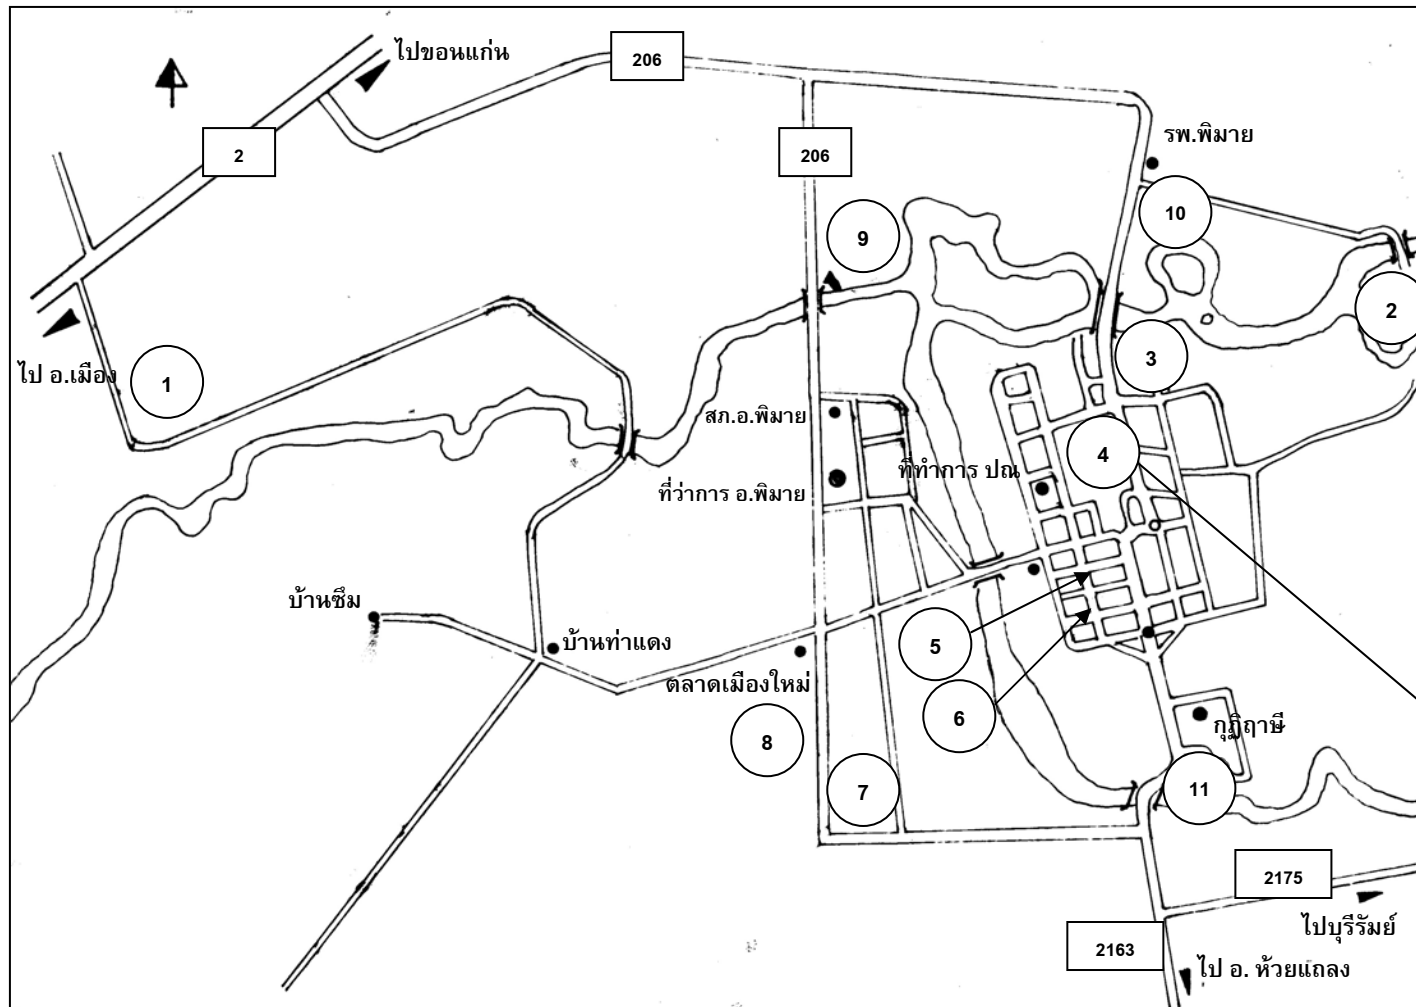 ไปขอนแก่น
206
2
206
รพ.พิมาย
10
9
2
3
ไป อ.เมือง
1
สภ.อ.พิมาย
4
ที่ทำการ ปณ
ที่ว่าการ อ.พิมาย
บ้านซึม
บ้านท่าแดง
5
ตลาดเมืองใหม่
6
กุฏิฤาษี
8
7
11
2175
ไปบุรีรัมย์
2163
ไป อ. ห้วยแถลง